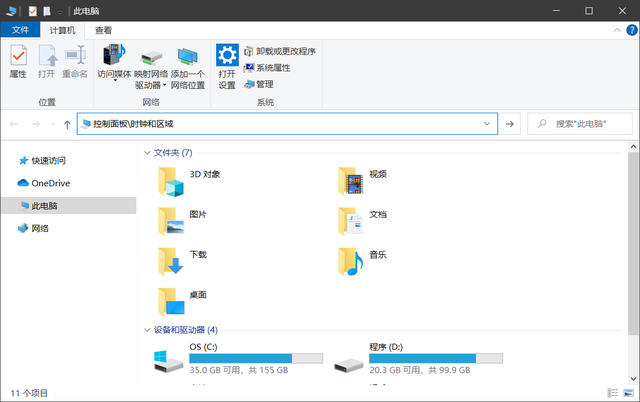 此电脑
文件
计算机
查看
属性
打开
重命名
访问媒体
映射网络
驱动器
添加一个
网络位置
打开
设置
卸载或更改程序
系统属性
管理
位置
网络
系统
控制面板\时钟和区域
搜索"此电脑"
快速访问
OneDrive
此电脑
网络
文件夹 (7)
3D 对象
视频
图片
文档
下载
音乐
桌面
设备和驱动器 (4)
OS (C:)
35.0 GB 可用，共 155 GB
程序 (D:)
20.3 GB 可用，共 99.9 GB
11 个项目